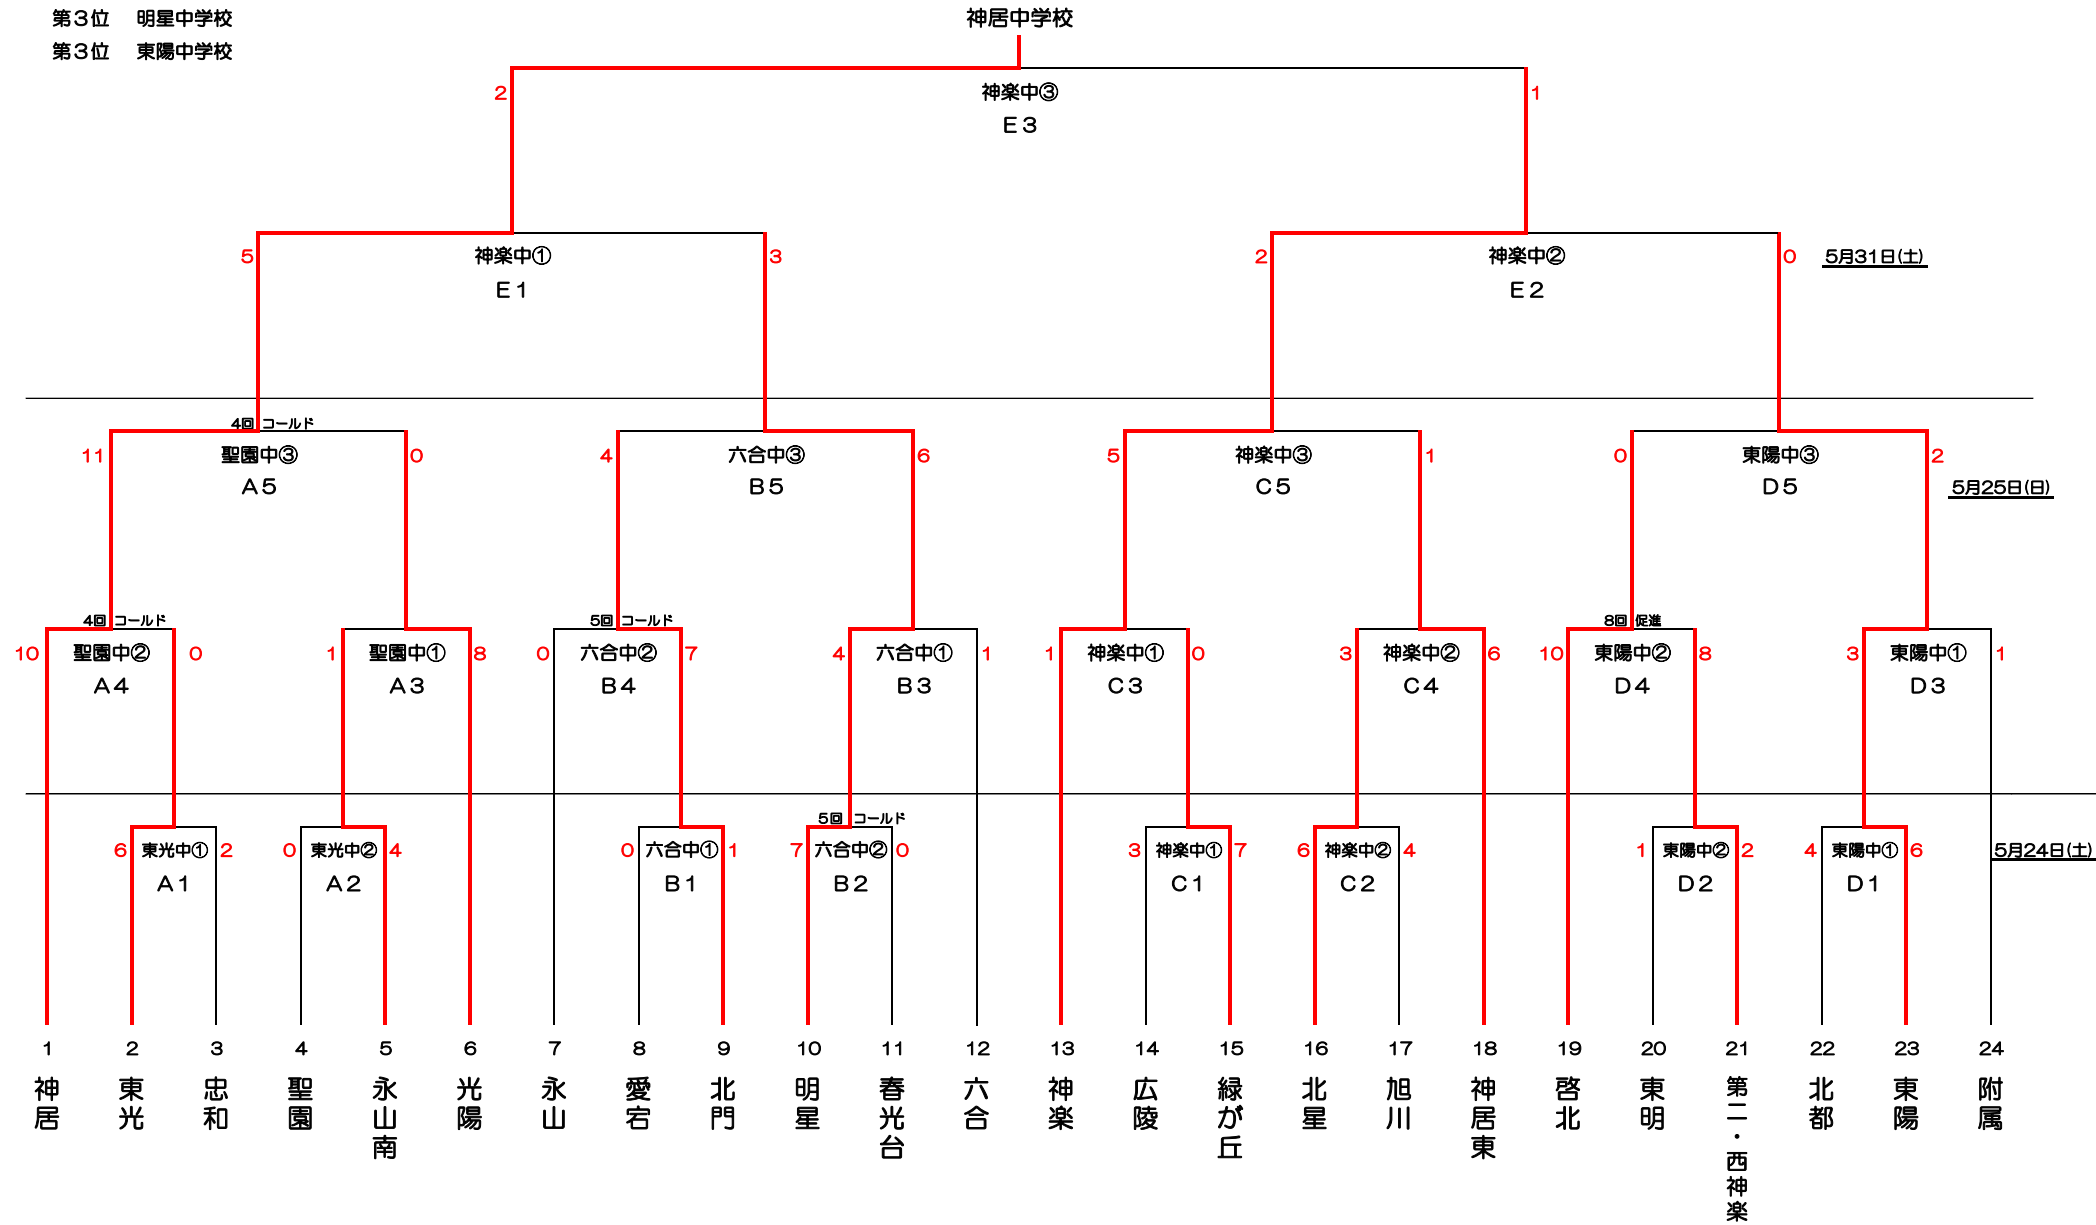 第３位　明星中学校
神居中学校
第３位　東陽中学校
2
神楽中③
1
E３
5
神楽中①
3
2
神楽中②
0
5月31日(土)
E１
E２
4回 コールド
11
聖園中③
0
4
六合中③
6
5
神楽中③
1
0
東陽中③
2
A５
B５
C５
D５
5月25日(日)
4回 コールド
5回 コールド
8回 促進
10
聖園中②
0
1
聖園中①
8
0
六合中②
7
4
六合中①
1
1
神楽中①
0
3
神楽中②
6
10
東陽中②
8
3
東陽中①
1
A４
A３
B４
B３
C３
C４
D４
D３
5回 コールド
6
東光中①
2
0
東光中②
4
0
六合中①
1
7
六合中②
0
3
神楽中①
7
6
神楽中②
4
1
東陽中②
2
4
東陽中①
6
5月24日(土)
A１
A２
B１
B２
C１
C２
D２
D１
1
2
3
4
5
6
7
8
9
10
11
12
13
14
15
16
17
18
19
20
21
22
23
24
神居
東光
忠和
聖園
永山南
光陽
永山
愛宕
北門
明星
春光台
六合
神楽
広陵
緑が丘
北星
旭川
神居東
啓北
東明
第二・西神楽
北都
東陽
附属